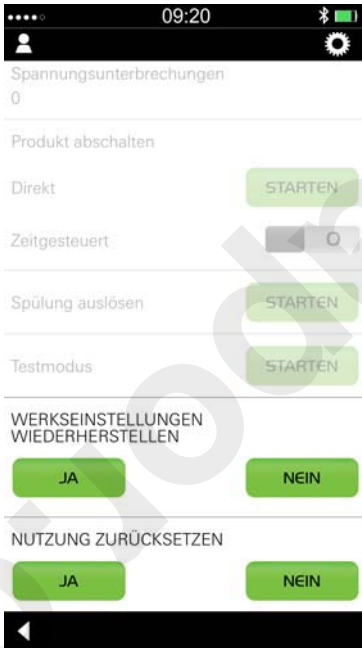 09:20
Spannungsunterbrechungen
0
Produkt abschalten
Direkt STARTEN
Zeitgesteuert O
Spülung auslösen STARTEN
Testmodus STARTEN
WERKSEINSTELLUNGEN
WIEDERHERSTELLEN
JA NEIN
NUTZUNG ZURÜCKSETZEN
JA NEIN